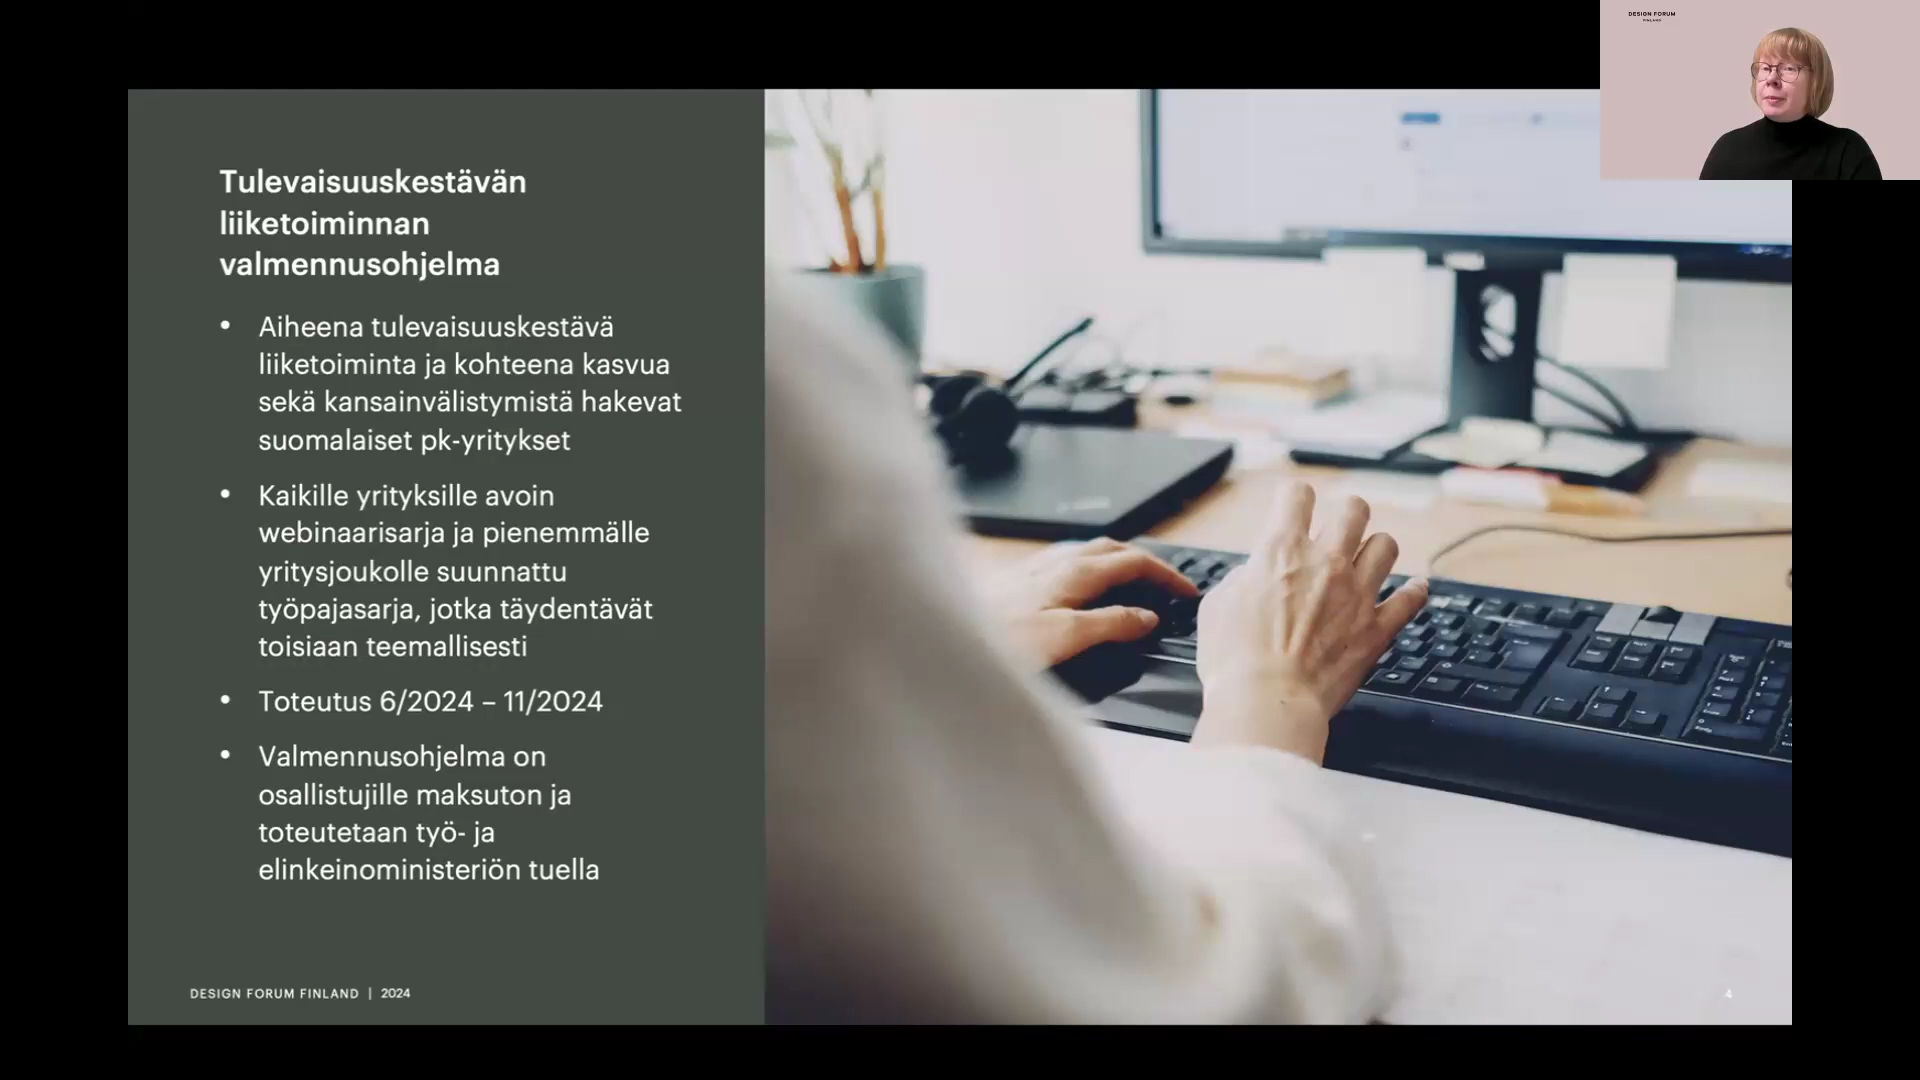 DESIGN FORUM
FINLAND
Tulevaisuuskestävän
liiketoiminnan
valmennusohjelma
• Aiheena tulevaisuuskestävä
liiketoiminta ja kohteena kasvua
sekä kansainvälistymistä hakevat
suomalaiset pk-yritykset
• Kaikille yrityksille avoin
webinaarisarja ja pienemmälle
yritysjoukolle suunnattu
työpajasarja, jotka täydentävät
toisiaan teemallisesti
• Toteutus 6/2024 – 11/2024
• Valmennusohjelma on
osallistujille maksuton ja
toteutetaan työ- ja
elinkeinoministeriön tuella
DESIGN FORUM FINLAND | 2024
4